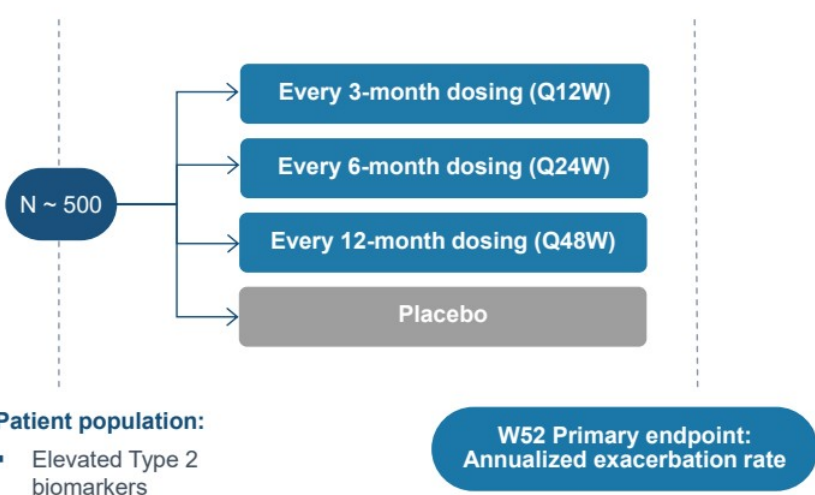 Every 3-month dosing (Q12W)
Every 6-month dosing (Q24W)
N ~ 500
Every 12-month dosing (Q48W)
Placebo
Patient population:
▪ Elevated Type 2
biomarkers
W52 Primary endpoint:
Annualized exacerbation rate